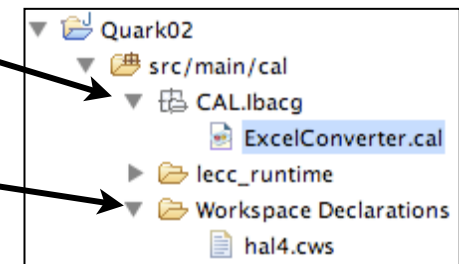 Quark02
src/main/cal
CAL.lbacg
ExcelConverter.cal
lecc_runtime
Workspace Declarations
hal4.cws